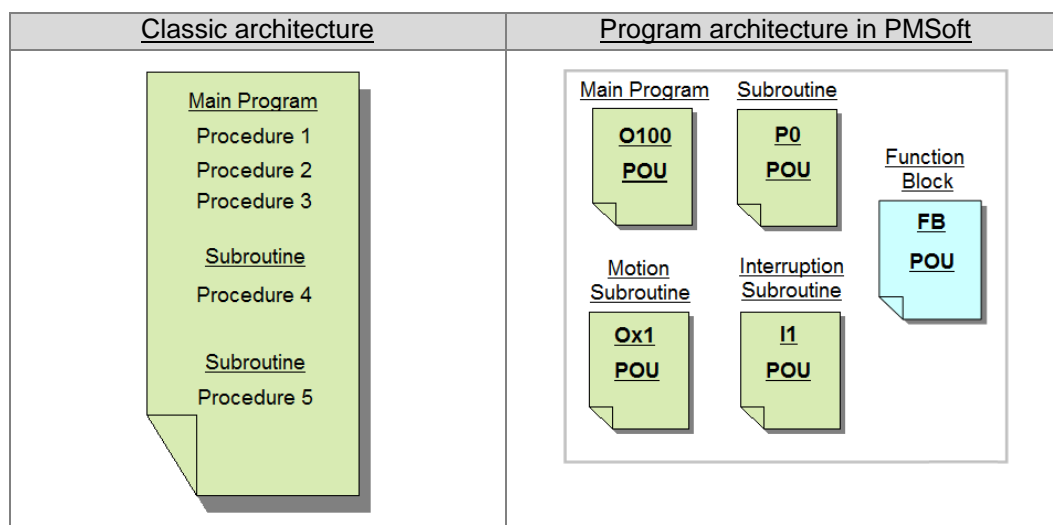 Classic architecture
Program architecture in PMSoft
Main Program
Procedure 1
Procedure 2
Procedure 3
Subroutine
Procedure 4
Subroutine
Procedure 5
Main Program
O100
POU
Subroutine
P0
POU
Function
Block
FB
POU
Motion
Subroutine
Ox1
POU
Interruption
Subroutine
I1
POU